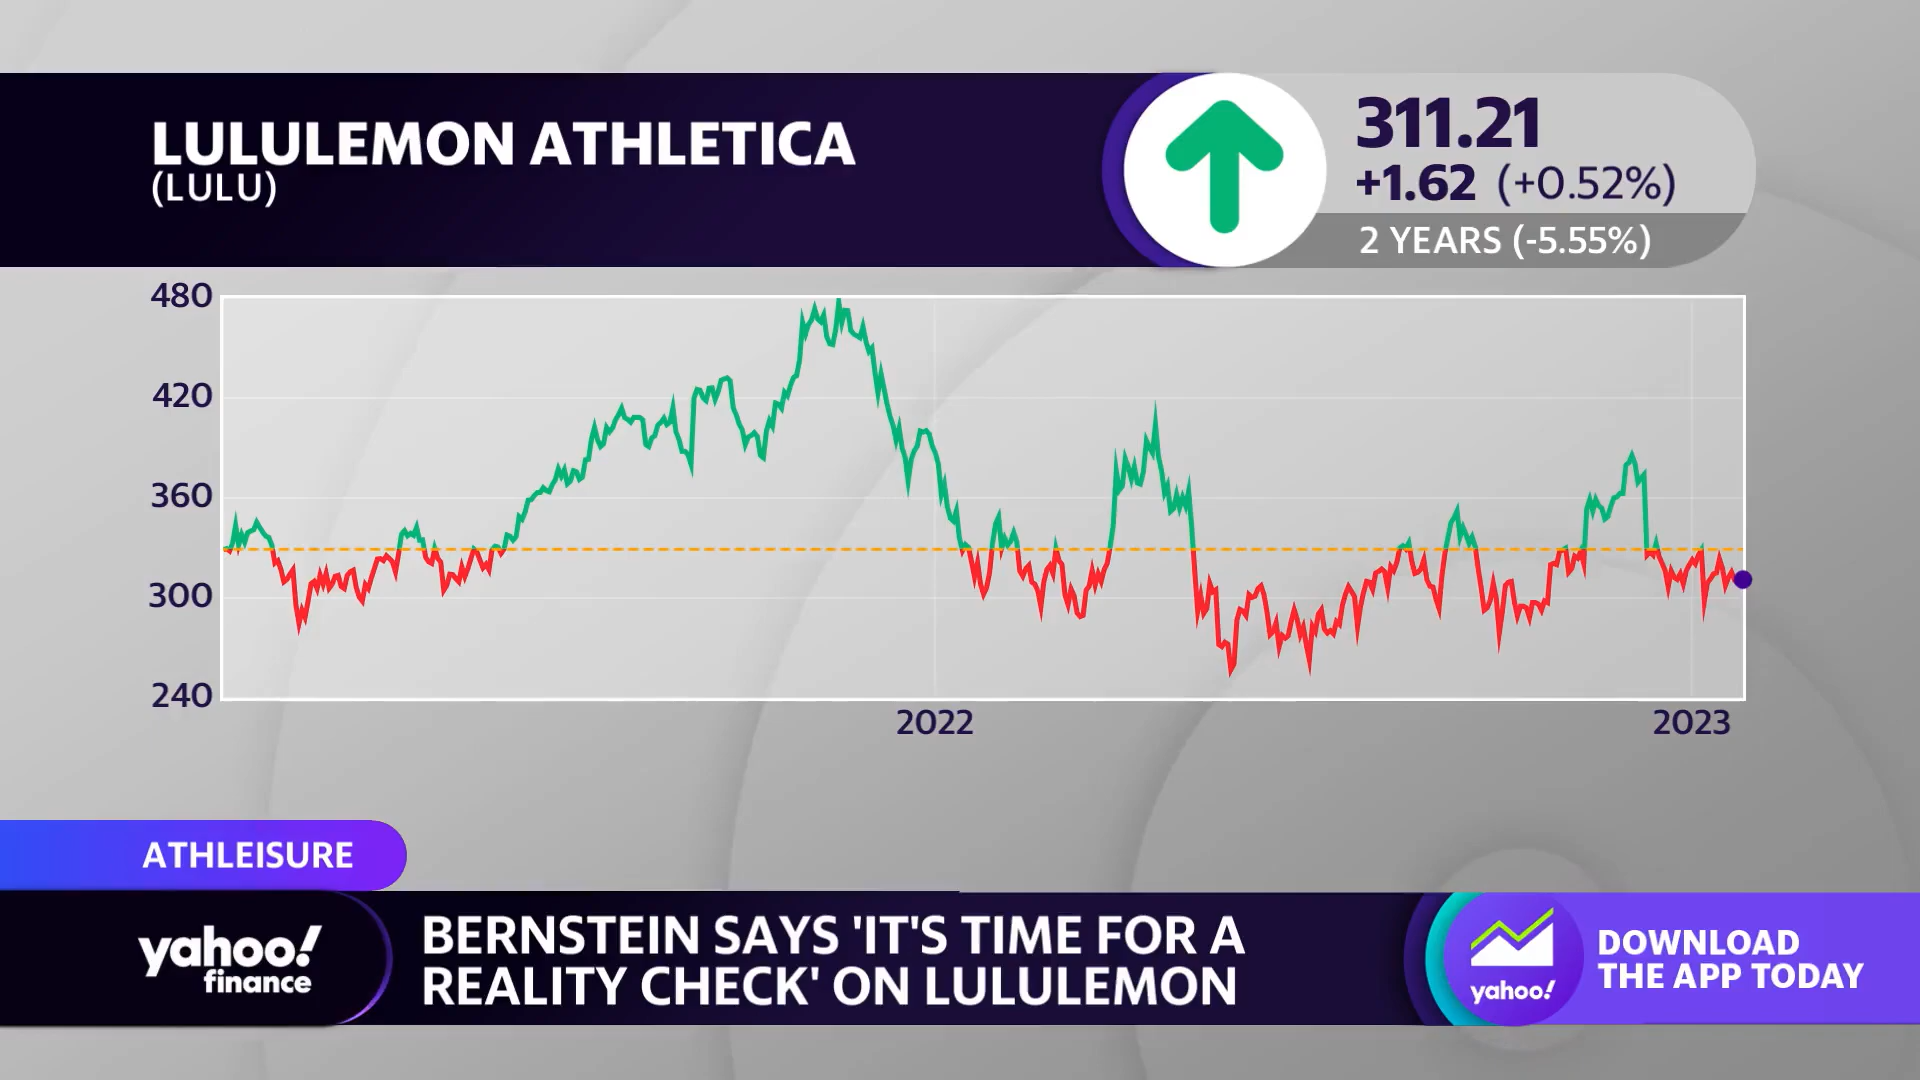 LULULEMON ATHLETICA
(LULU)
311.21
+1.62 (+0.52%)
2 YEARS (-5.55%)
480
420
360
300
240
2022
2023
ATHLEISURE
yahoo!
finance
BERNSTEIN SAYS 'IT'S TIME FOR A
REALITY CHECK' ON LULULEMON
yahoo!
DOWNLOAD
THE APP TODAY